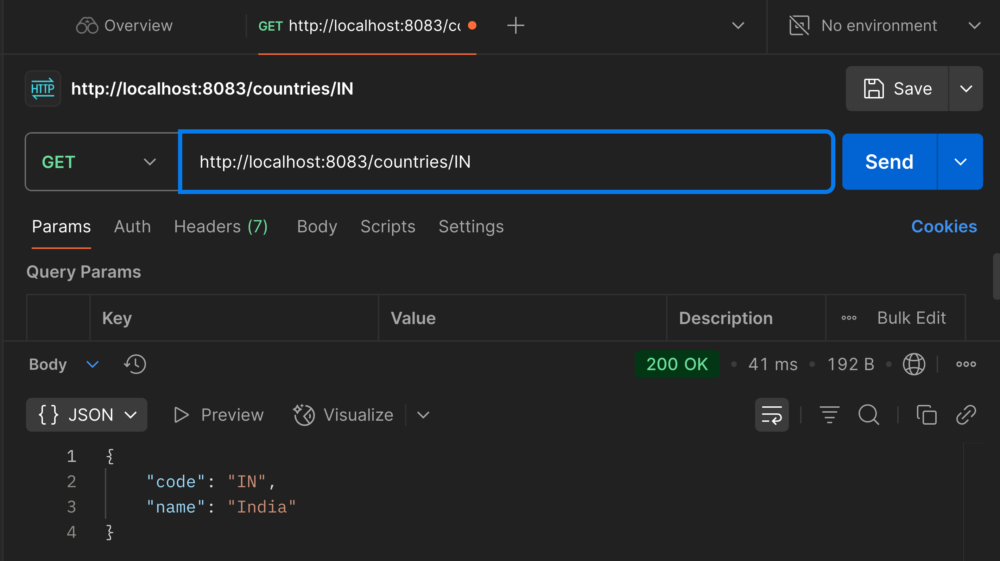 Overview GET http://localhost:8083/c No environment
HTTP http://localhost:8083/countries/IN Save
GET http://localhost:8083/countries/IN Send
Params Auth Headers (7) Body Scripts Settings Cookies
Query Params
Key Value Description Bulk Edit
Body 200 OK • 41 ms • 192 B
{} JSON Preview Visualize
1 {
2 "code": "IN",
3 "name": "India"
4 }